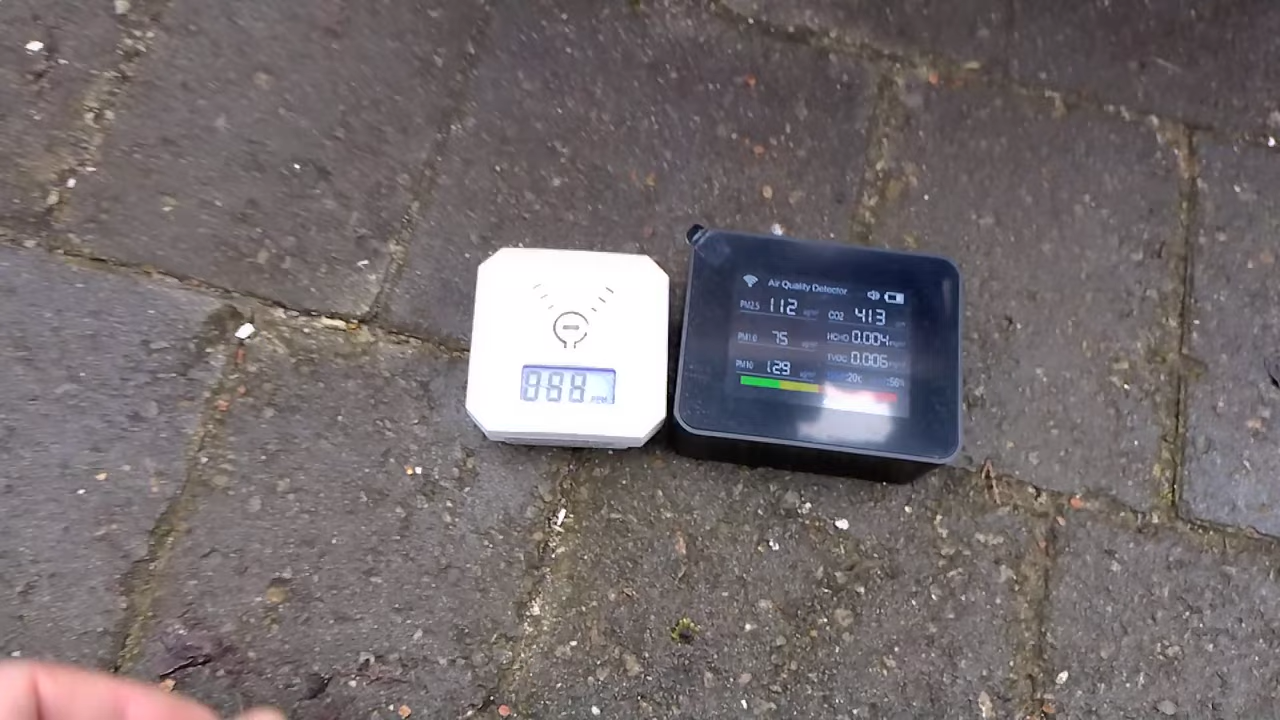 Air Quality Detector
PM2.5 112
CO2 413
PM1.0 75
HCHO 0.004
PM10 129
TVOC 0.006
20c 56%
888 PPM